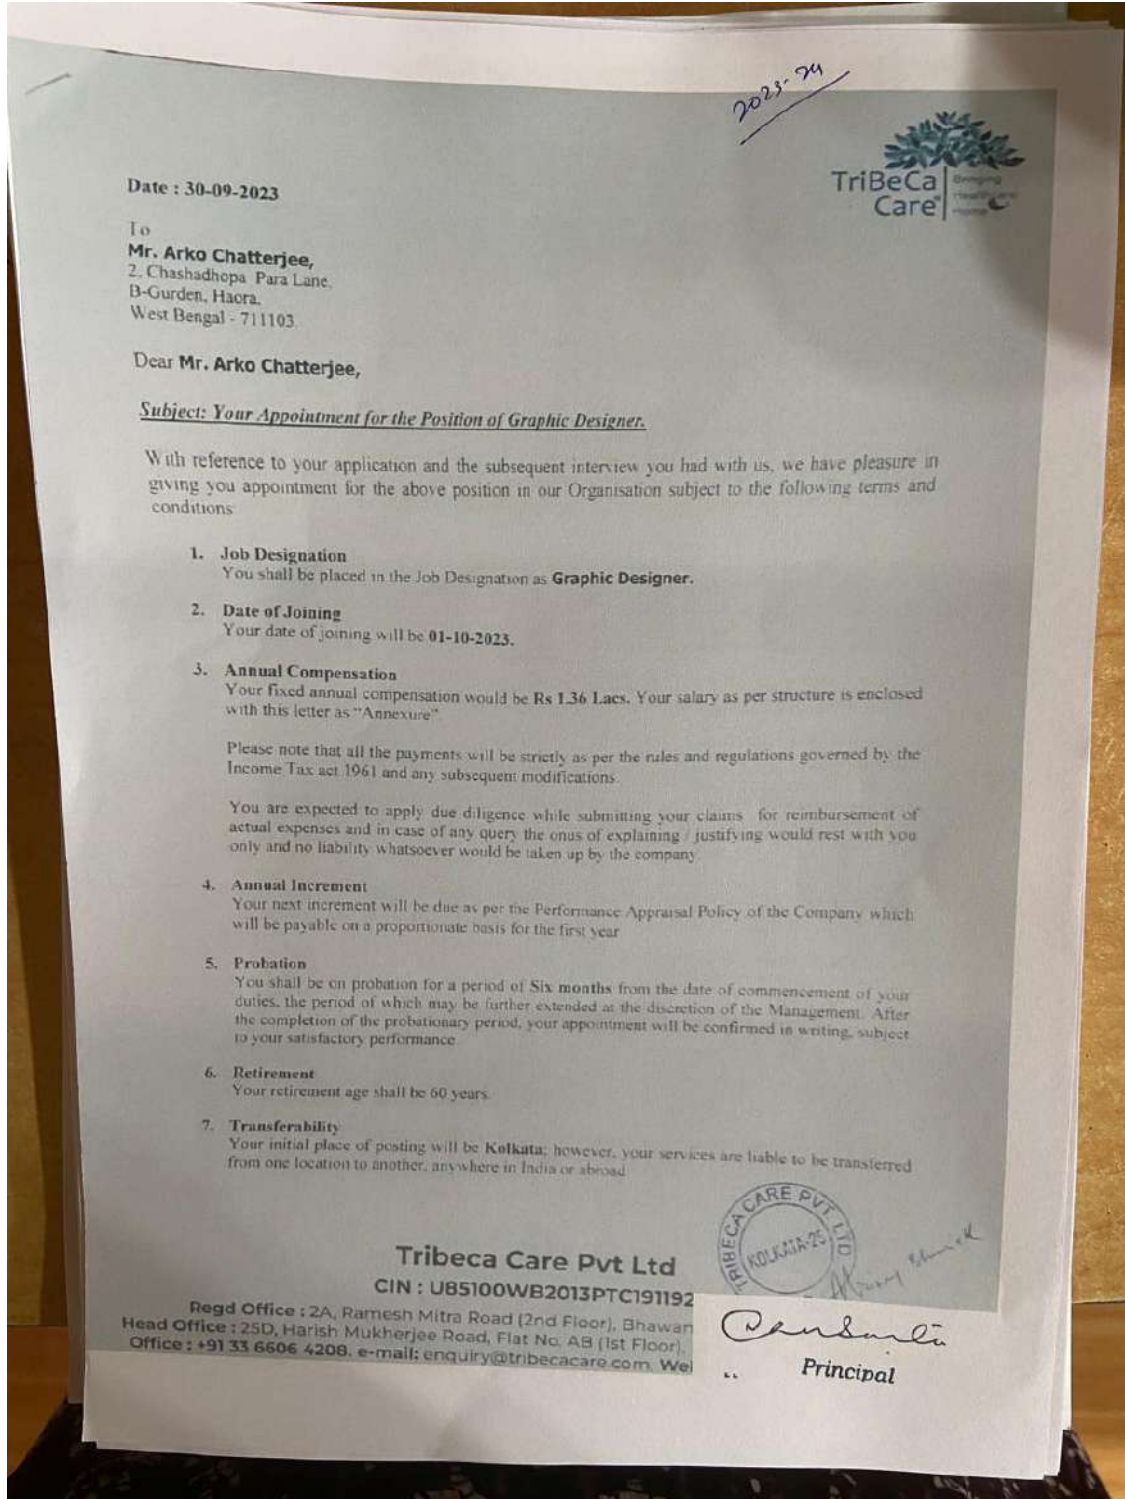 2023-24
TriBeCa
Care
Bringing
Healthcare
Home
Date : 30-09-2023
To
Mr. Arko Chatterjee,
2, Chashadhopa Para Lane,
B-Gurden, Haora,
West Bengal - 711103.
Dear Mr. Arko Chatterjee,
Subject: Your Appointment for the Position of Graphic Designer.
With reference to your application and the subsequent interview you had with us, we have pleasure in
giving you appointment for the above position in our Organisation subject to the following terms and
conditions
1. Job Designation
You shall be placed in the Job Designation as Graphic Designer.
2. Date of Joining
Your date of joining will be 01-10-2023.
3. Annual Compensation
Your fixed annual compensation would be Rs 1.36 Lacs. Your salary as per structure is enclosed
with this letter as "Annexure"
Please note that all the payments will be strictly as per the rules and regulations governed by the
Income Tax act 1961 and any subsequent modifications.
You are expected to apply due diligence while submitting your claims for reimbursement of
actual expenses and in case of any query the onus of explaining / justifying would rest with you
only and no liability whatsoever would be taken up by the company.
4. Annual Increment
Your next increment will be due as per the Performance Appraisal Policy of the Company which
will be payable on a proportionate basis for the first year
5. Probation
You shall be on probation for a period of Six months from the date of commencement of your
duties, the period of which may be further extended at the discretion of the Management. After
the completion of the probationary period, your appointment will be confirmed in writing, subject
to your satisfactory performance.
6. Retirement
Your retirement age shall be 60 years.
7. Transferability
Your initial place of posting will be Kolkata; however, your services are liable to be transferred
from one location to another, anywhere in India or abroad
TRIBECA CARE PVT. LTD
KOLKATA-25
Tribeca Care Pvt Ltd
CIN : U85100WB2013PTC191192
Regd Office : 2A, Ramesh Mitra Road (2nd Floor), Bhawan
Head Office : 25D, Harish Mukherjee Road, Flat No. AB (1st Floor),
Office : +91 33 6606 4208. e-mail: enquiry@tribecacare.com. We
Principal